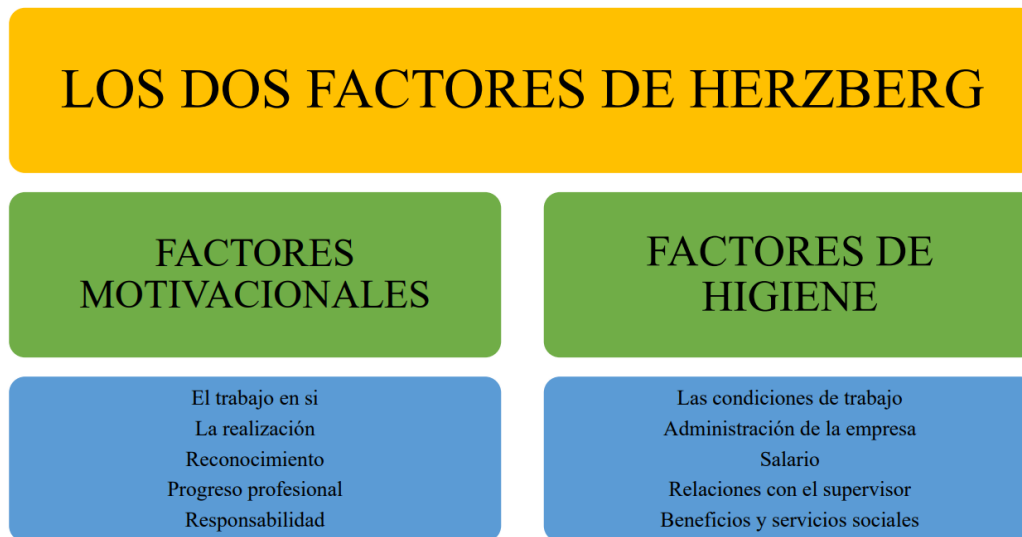 LOS DOS FACTORES DE HERZBERG
FACTORES
MOTIVACIONALES
El trabajo en si
La realización
Reconocimiento
Progreso profesional
Responsabilidad
FACTORES DE
HIGIENE
Las condiciones de trabajo
Administración de la empresa
Salario
Relaciones con el supervisor
Beneficios y servicios sociales